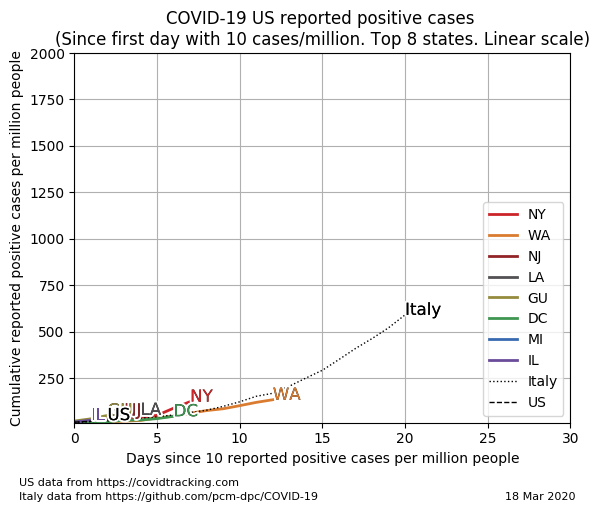 COVID-19 US reported positive cases
(Since first day with 10 cases/million. Top 8 states. Linear scale)
Cumulative reported positive cases per million people
2000
1750
1500
1250
1000
750
500
250
0
5
10
15
20
25
30
Days since 10 reported positive cases per million people
Italy
WA
NY
DC
LA
NJ
US
NY
WA
NJ
LA
GU
DC
MI
IL
Italy
US
US data from https://covidtracking.com
Italy data from https://github.com/pcm-dpc/COVID-19
18 Mar 2020